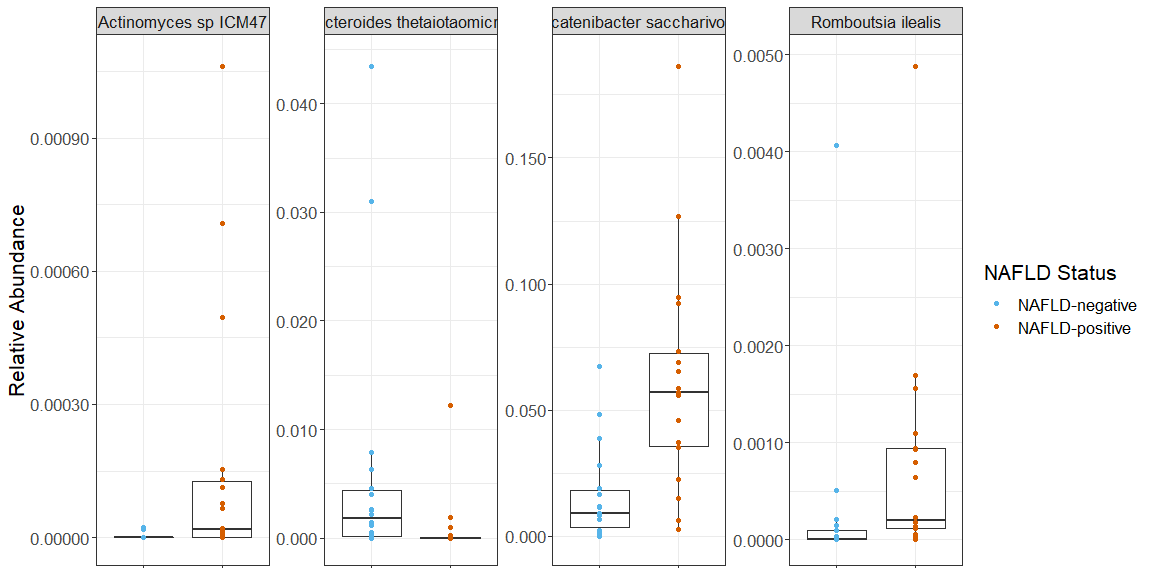 Actinomyces sp ICM47
cteroides thetaiotaomicr
catenibacter saccharivo
Romboutsia ilealis
Relative Abundance
0.00090
0.00060
0.00030
0.00000
0.040
0.030
0.020
0.010
0.000
0.150
0.100
0.050
0.000
0.0050
0.0040
0.0030
0.0020
0.0010
0.0000
NAFLD Status
NAFLD-negative
NAFLD-positive